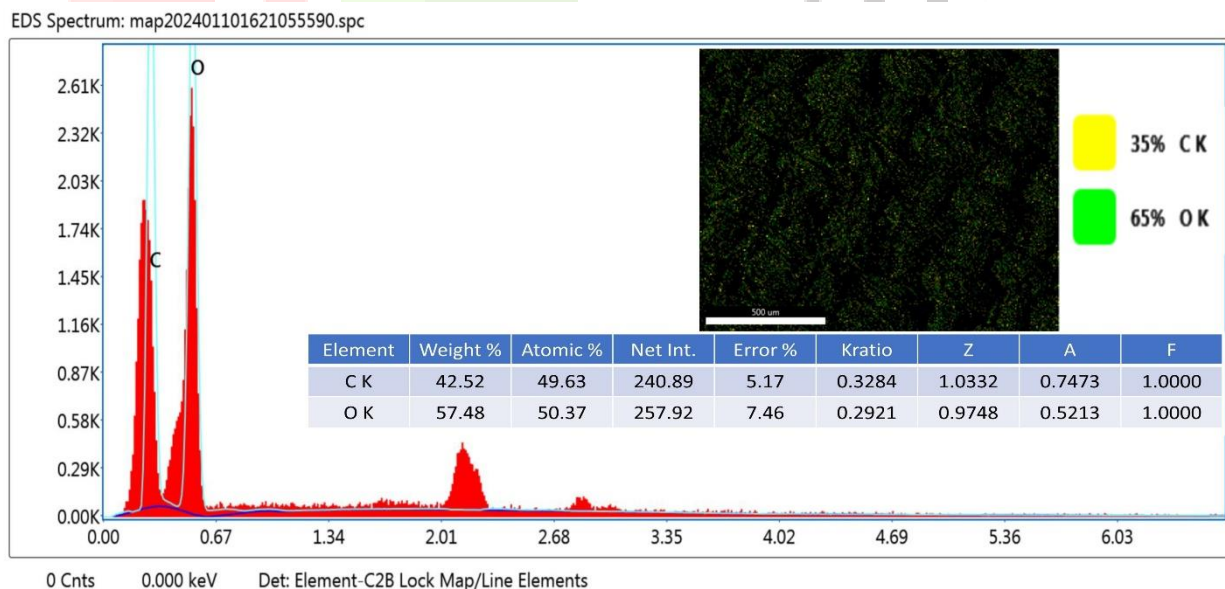 EDS Spectrum: map202401101621055590.spc
O
C
2.61K
2.32K
2.03K
1.74K
1.45K
1.16K
0.87K
0.58K
0.29K
0.00K
500 um
35% C K
65% O K
Element Weight % Atomic % Net Int. Error % Kratio Z A F
C K 42.52 49.63 240.89 5.17 0.3284 1.0332 0.7473 1.0000
O K 57.48 50.37 257.92 7.46 0.2921 0.9748 0.5213 1.0000
0.00 0.67 1.34 2.01 2.68 3.35 4.02 4.69 5.36 6.03
0 Cnts 0.000 keV Det: Element-C2B Lock Map/Line Elements